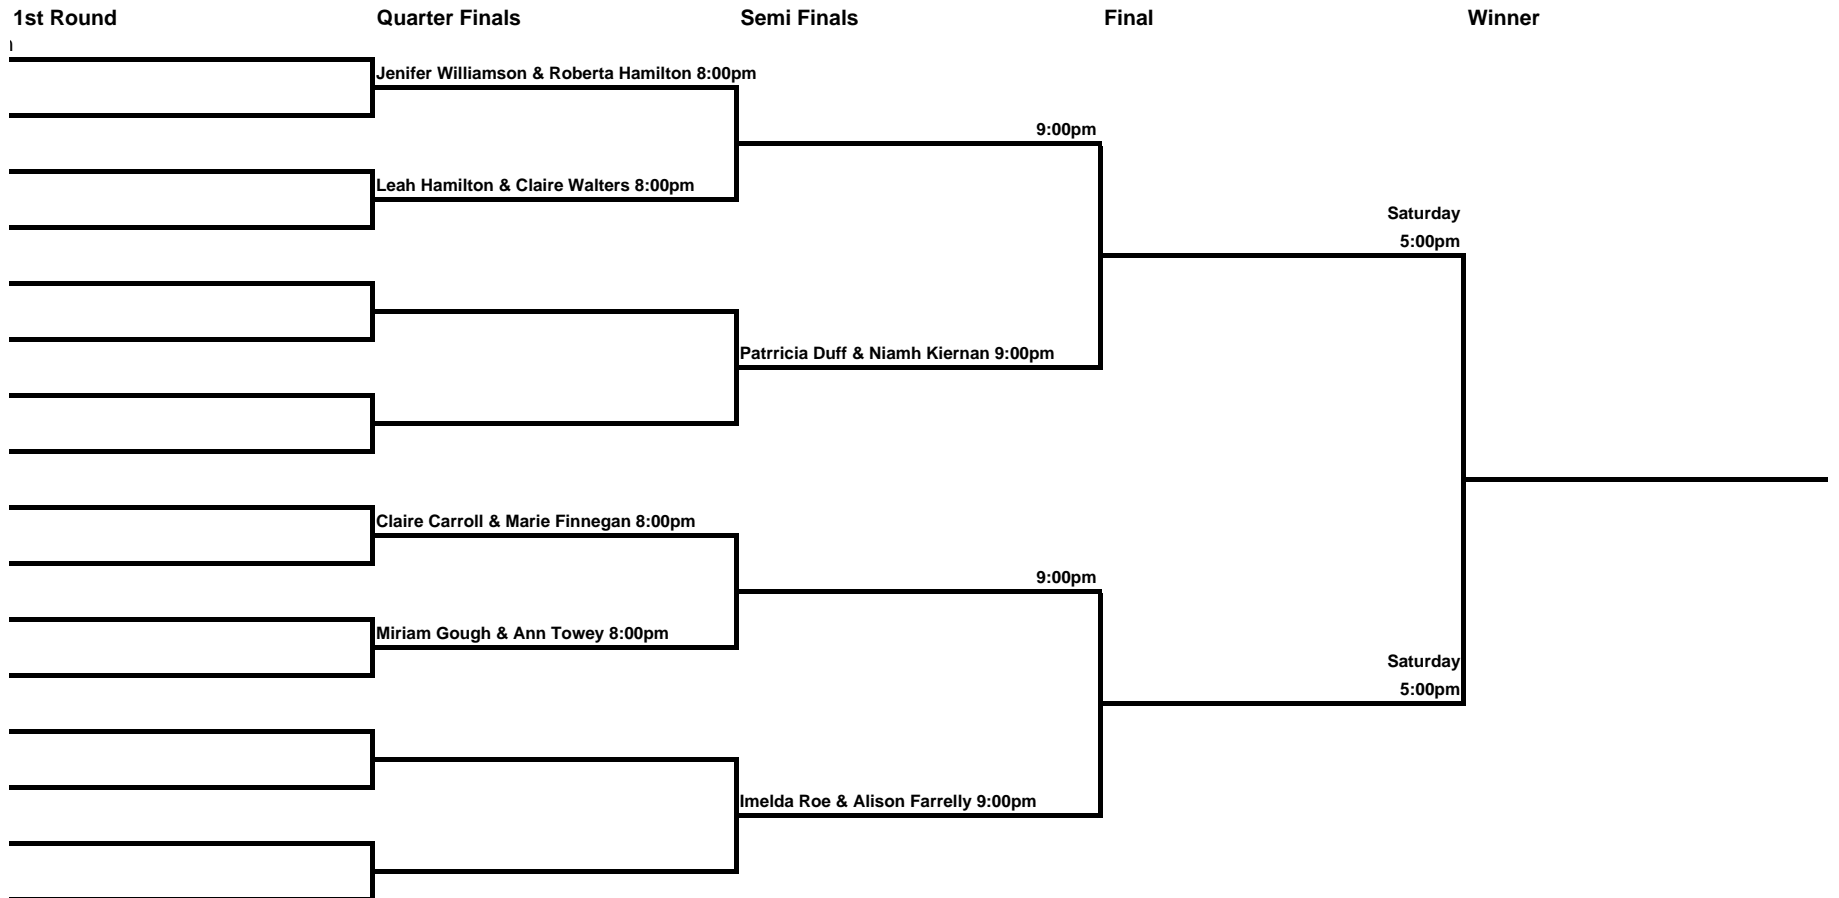 1st Round Quarter Finals Semi Finals Final Winner
Jenifer Williamson & Roberta Hamilton 8:00pm
9:00pm
Leah Hamilton & Claire Walters 8:00pm
Saturday
5:00pm
Patrricia Duff & Niamh Kiernan 9:00pm
Claire Carroll & Marie Finnegan 8:00pm
9:00pm
Miriam Gough & Ann Towey 8:00pm
Saturday
5:00pm
Imelda Roe & Alison Farrelly 9:00pm